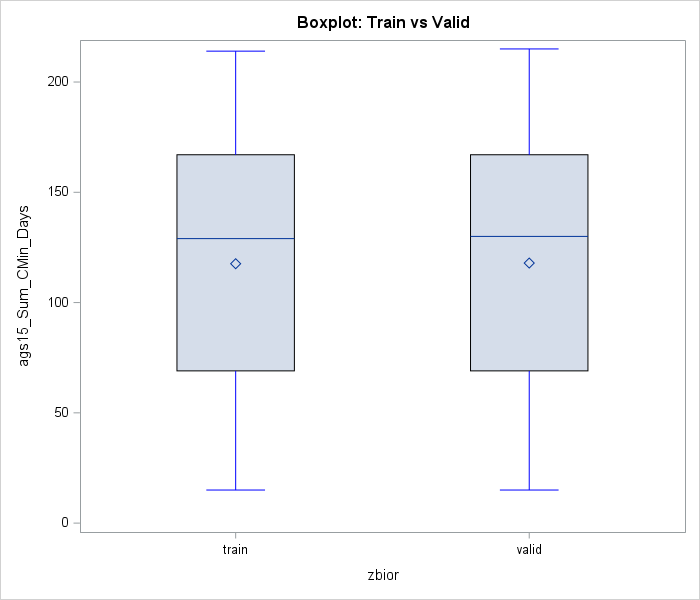 Boxplot: Train vs Valid
ags15_Sum_CMin_Days
200
150
100
50
0
train
valid
zbior